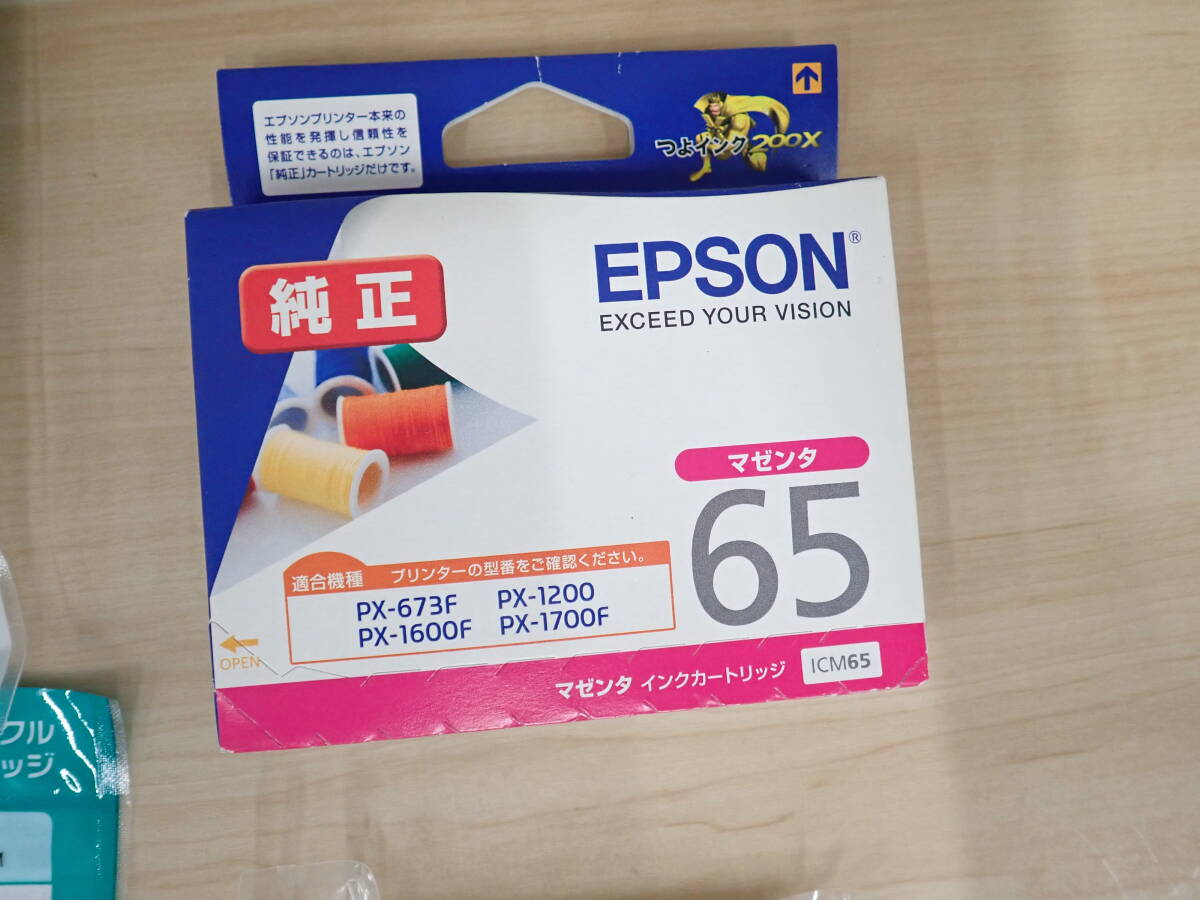 エプソンプリンター本来の
性能を発揮し信頼性を
保証できるのは、エプソン
「純正」カートリッジだけです。
つよインク200X
純正
EPSON®
EXCEED YOUR VISION
マゼンタ
65
適合機種 プリンターの型番をご確認ください。
PX-673F PX-1200
PX-1600F PX-1700F
OPEN
マゼンタ インクカートリッジ ICM65
クル
ッジ